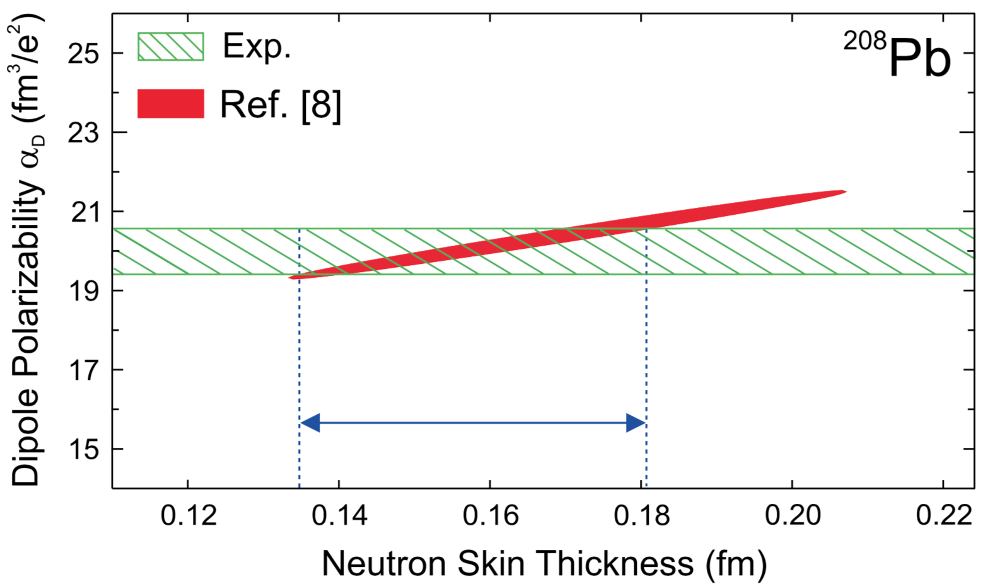 Dipole Polarizability α_D (fm³/e²)
25
23
21
19
17
15
Exp.
Ref. [8]
²⁰⁸Pb
0.12 0.14 0.16 0.18 0.20 0.22
Neutron Skin Thickness (fm)